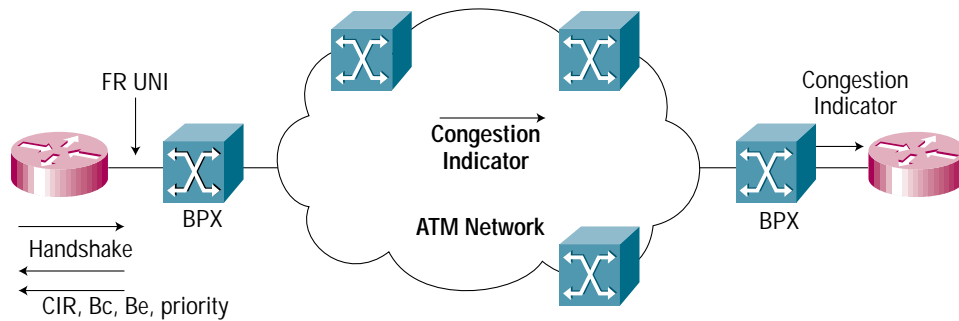 FR UNI
Congestion
Indicator
Congestion
Indicator
BPX
BPX
ATM Network
Handshake
CIR, Bc, Be, priority